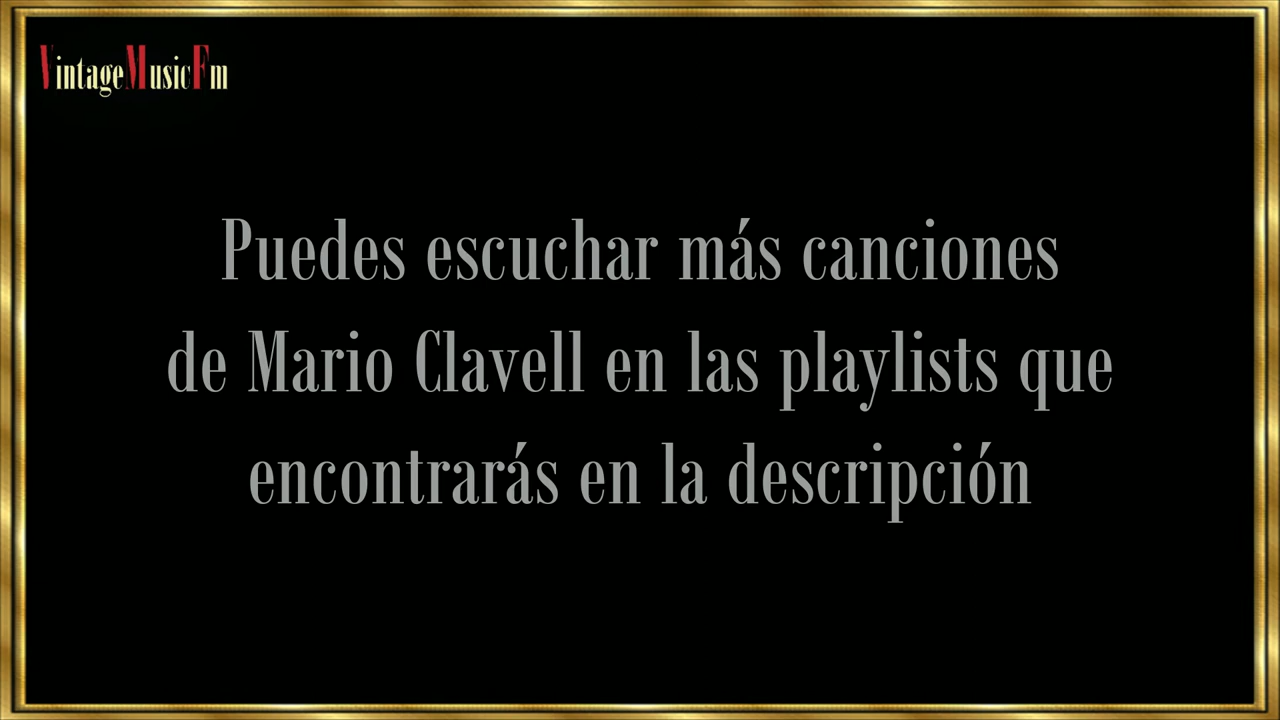 VintageMusicFm
Puedes escuchar más canciones
de Mario Clavell en las playlists que
encontrarás en la descripción